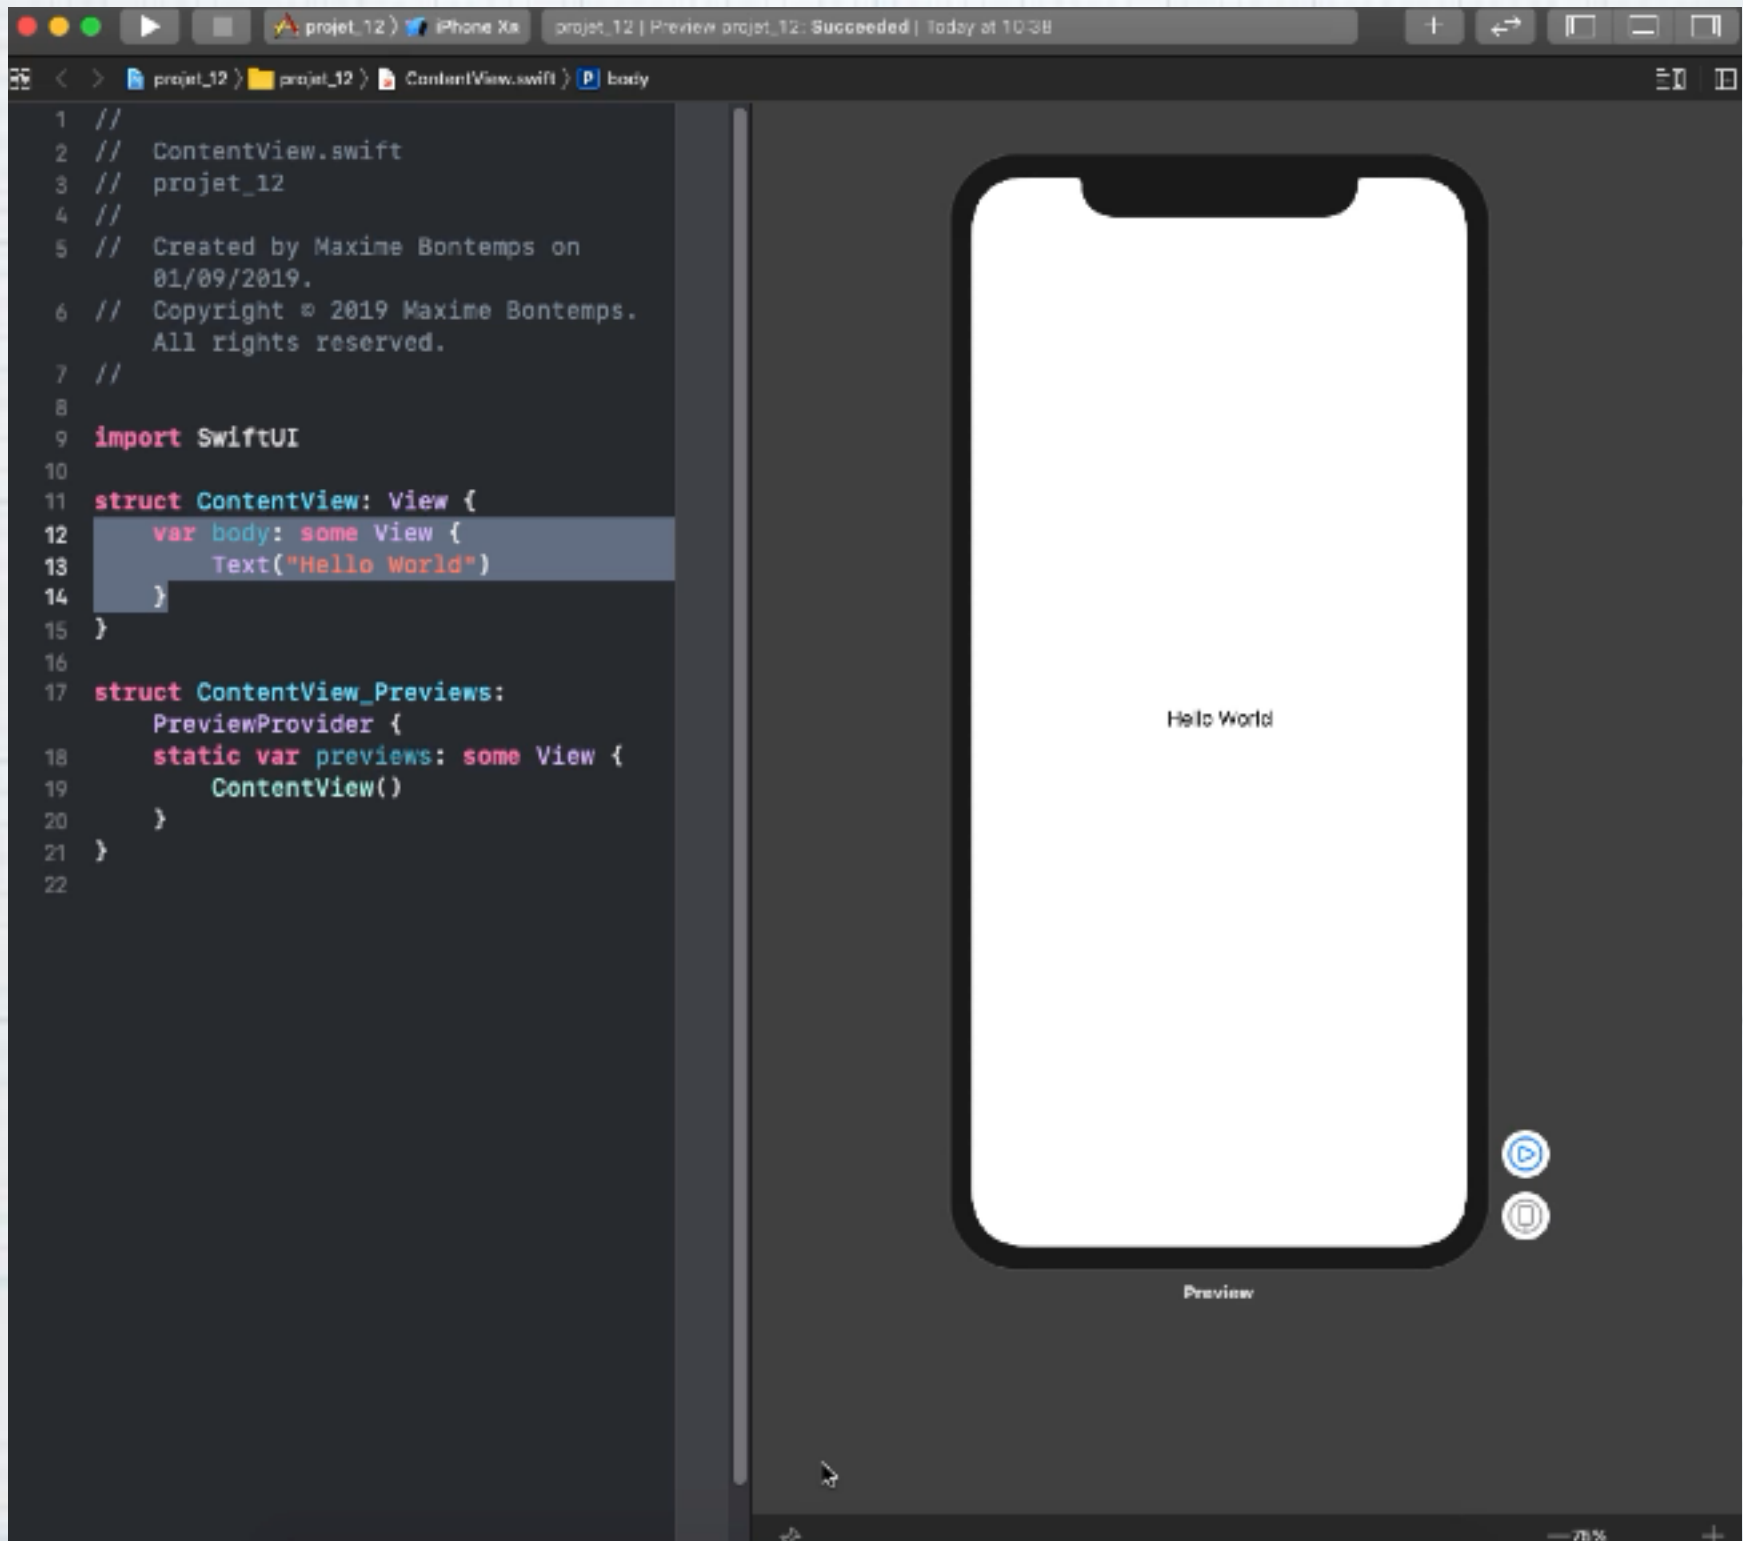 projet_12 〉 iPhone Xʀ
projet_12 | Preview projet_12: Succeeded | Today at 10:38
projet_12 〉 projet_12 〉 ContentView.swift 〉 P body
1 //
2 //  ContentView.swift
3 //  projet_12
4 //
5 //  Created by Maxime Bontemps on
01/09/2019.
6 //  Copyright © 2019 Maxime Bontemps.
All rights reserved.
7 //
8
9 import SwiftUI
10
11 struct ContentView: View {
12     var body: some View {
13         Text("Hello World")
14     }
15 }
16
17 struct ContentView_Previews:
PreviewProvider {
18     static var previews: some View {
19         ContentView()
20     }
21 }
22
Hello World
Preview